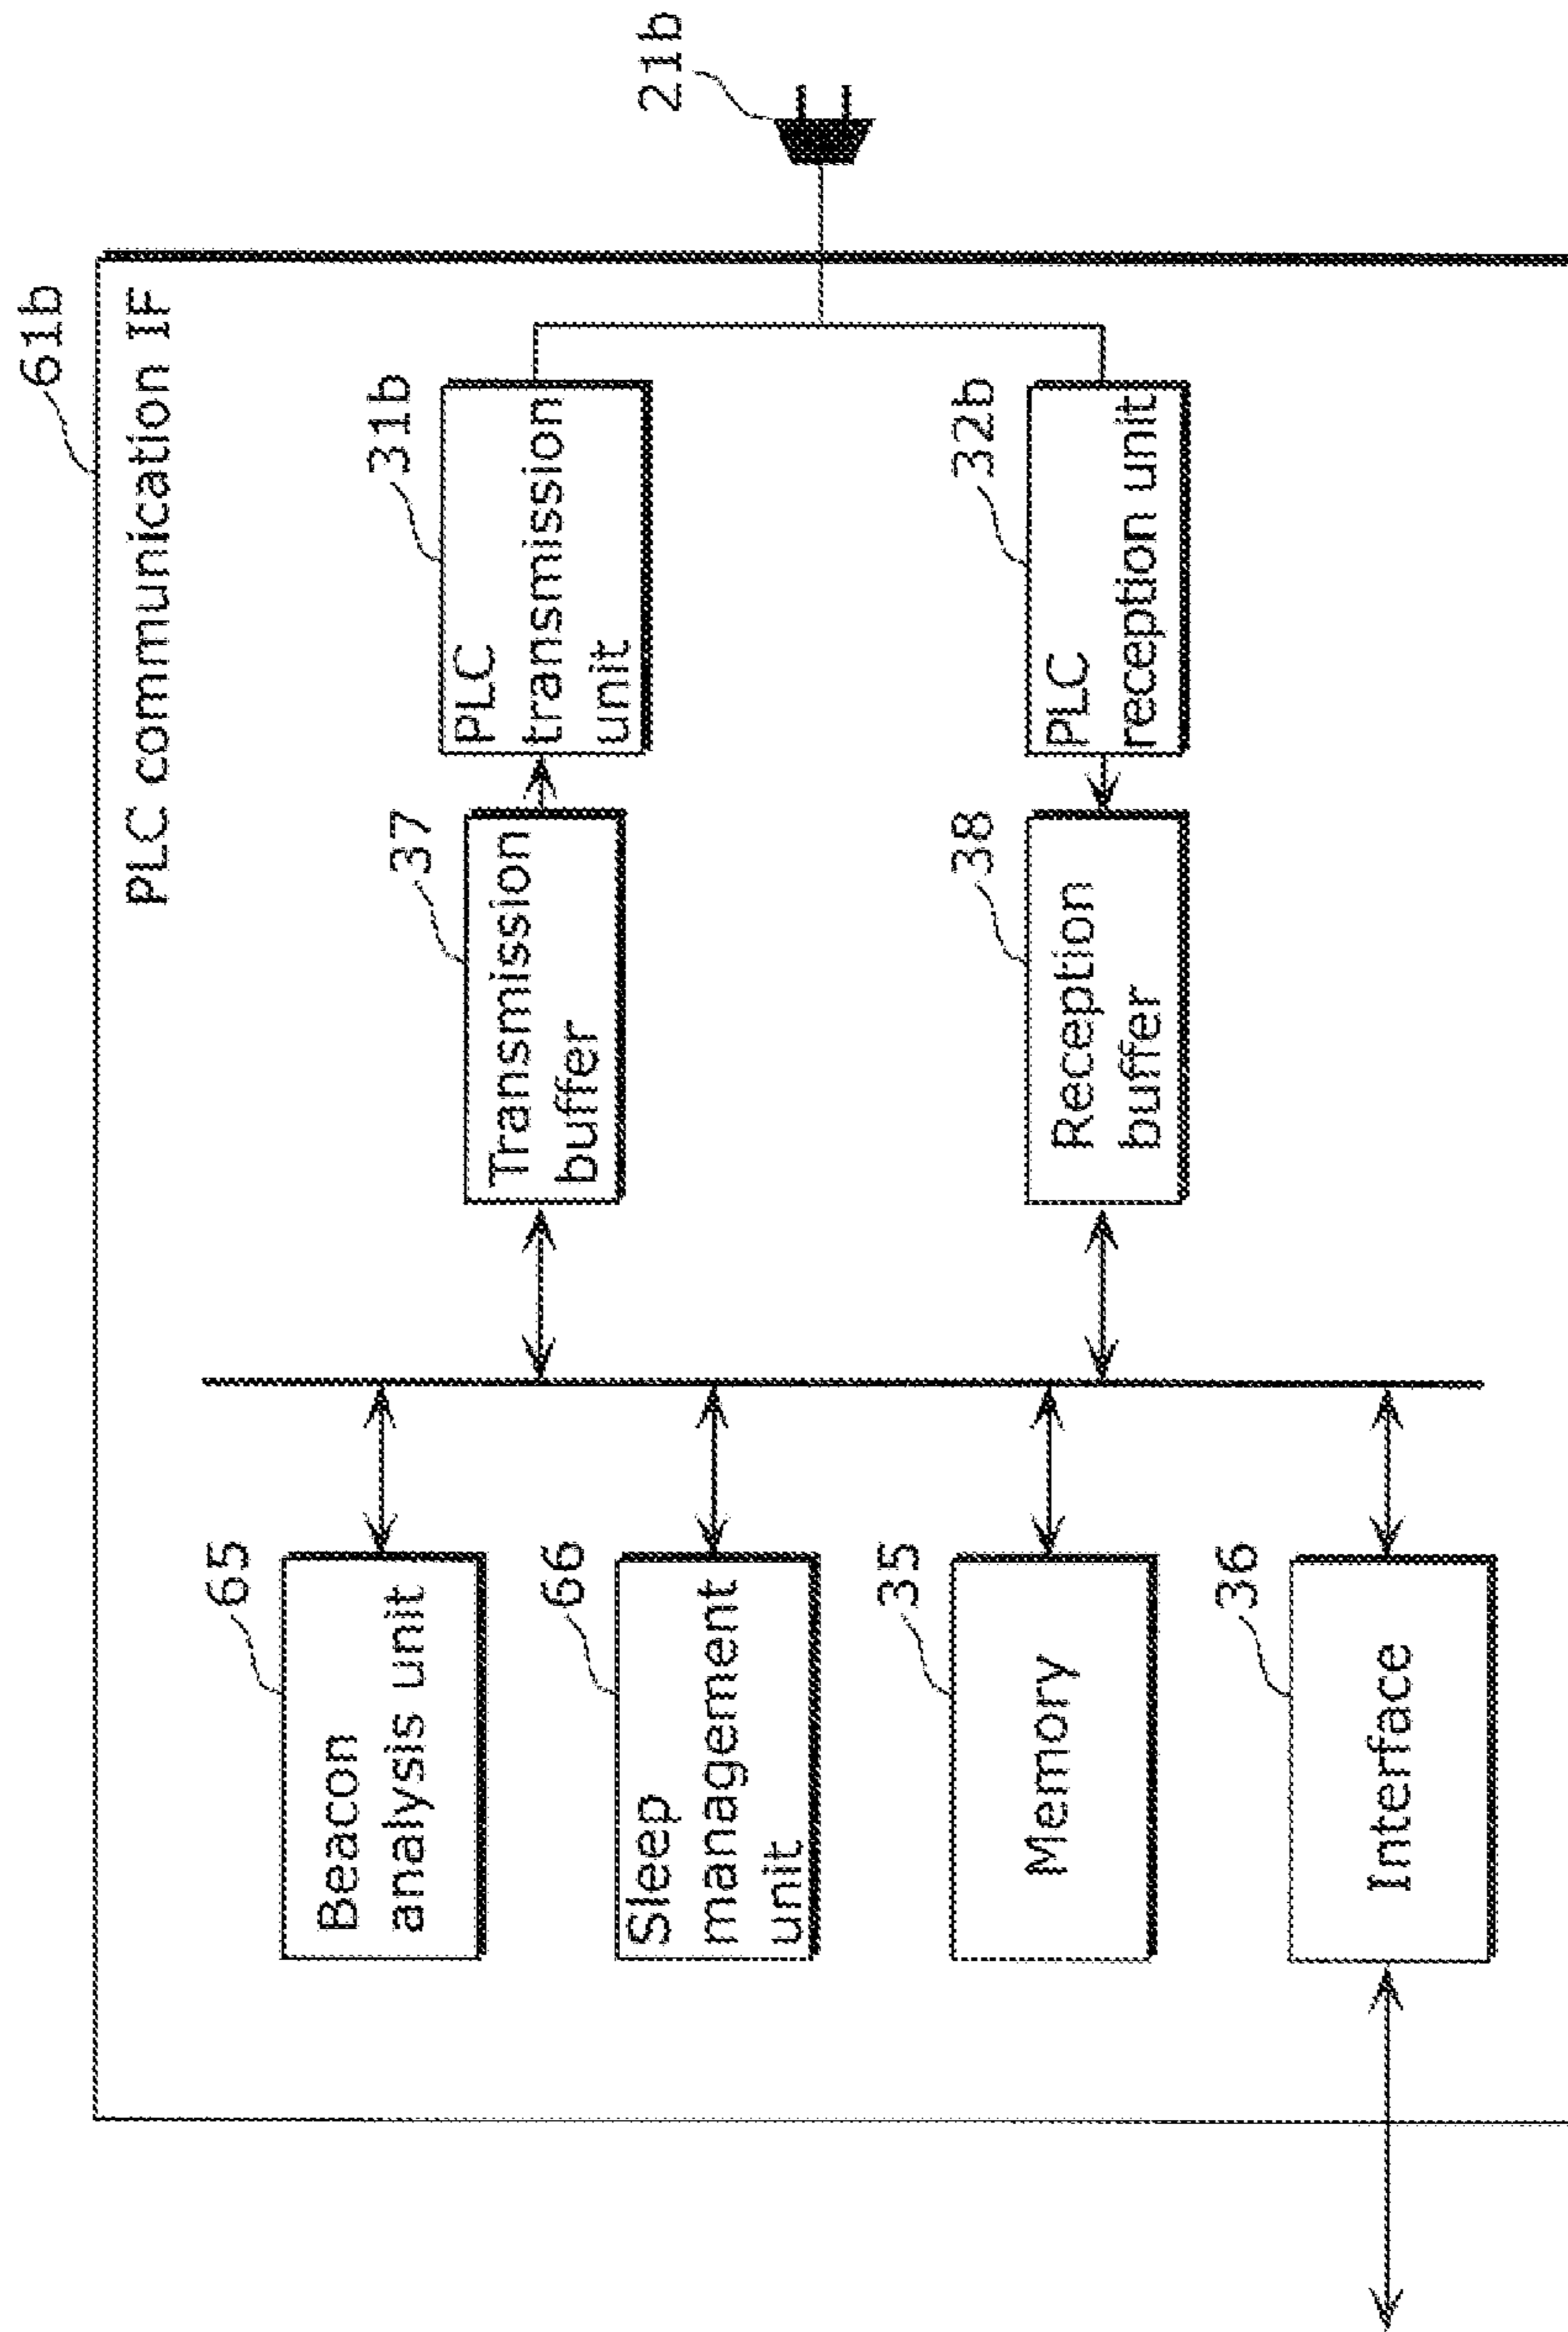 61b
PLC communication IF
65
Beacon
analysis unit
37
Transmission
buffer
31b
PLC
transmission
unit
21b
66
Sleep
management
unit
35
Memory
38
Reception
buffer
32b
PLC
reception unit
36
Interface